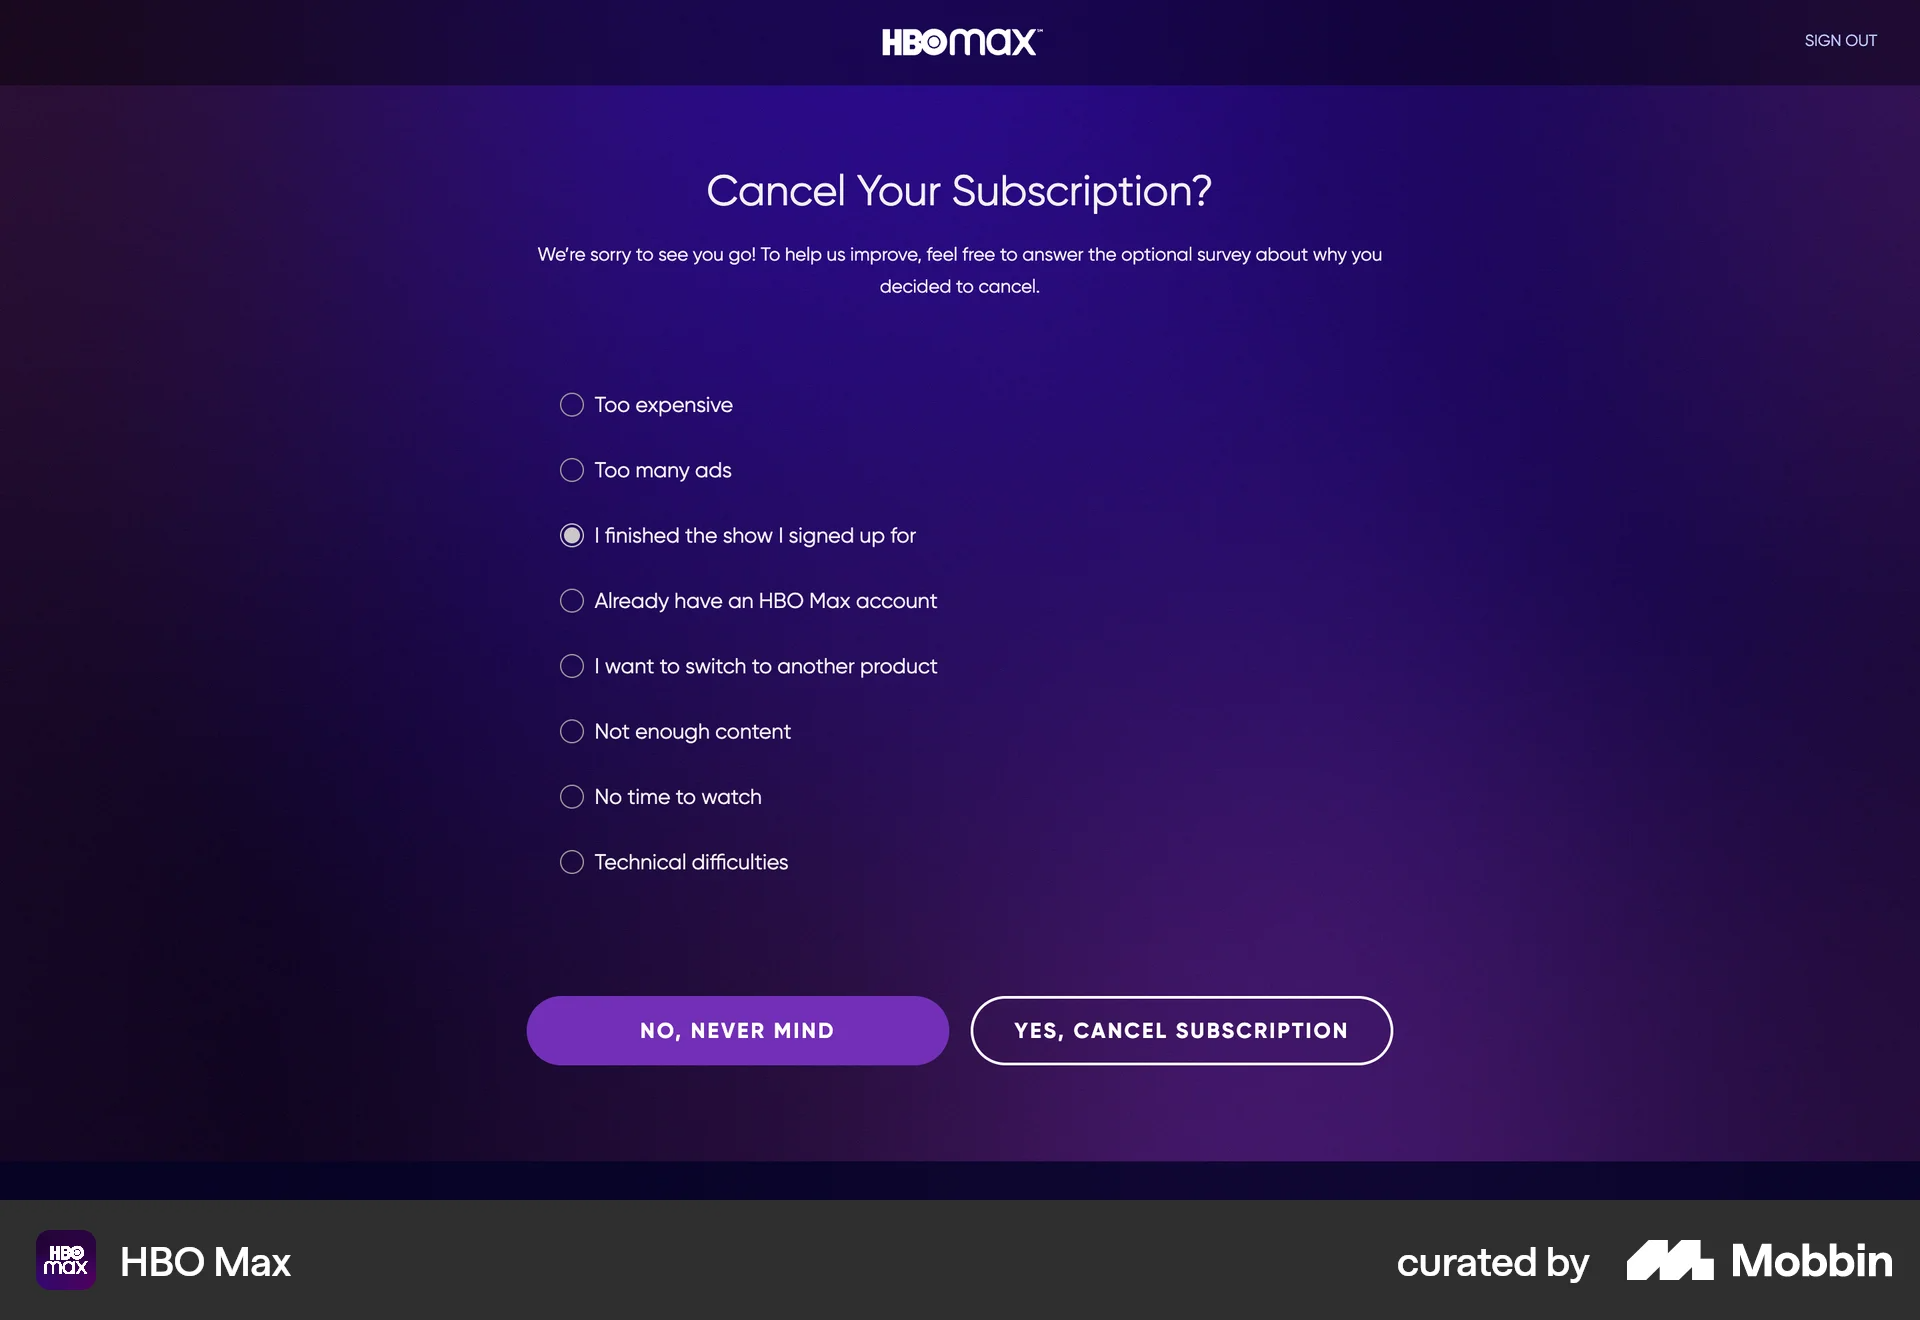 HBOmax™
SIGN OUT
Cancel Your Subscription?
We’re sorry to see you go! To help us improve, feel free to answer the optional survey about why you
decided to cancel.
Too expensive
Too many ads
I finished the show I signed up for
Already have an HBO Max account
I want to switch to another product
Not enough content
No time to watch
Technical difficulties
NO, NEVER MIND
YES, CANCEL SUBSCRIPTION
HBO
max
HBO Max
curated by
Mobbin